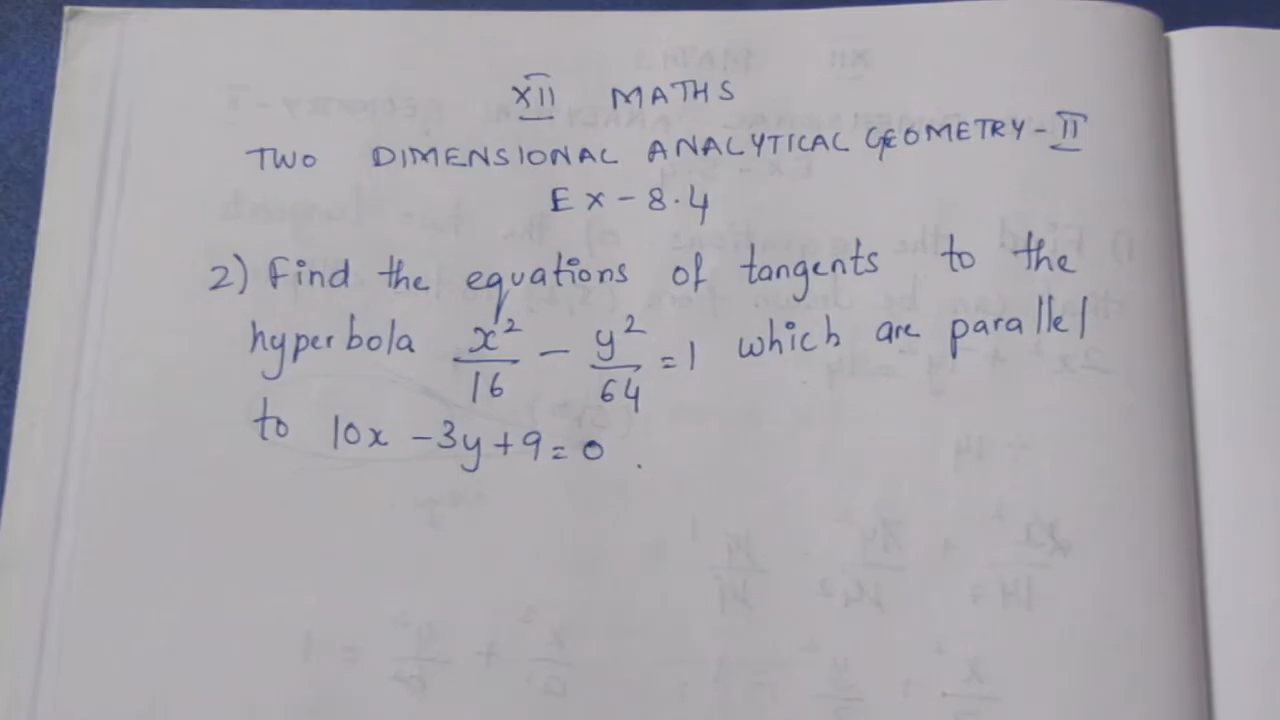 XII MATHS
TWO DIMENSIONAL ANALYTICAL GEOMETRY-II
Ex-8.4
2) Find the equations of tangents to the
hyperbola x²/16 - y²/64 = 1 which are parallel
to 10x -3y+9=0.